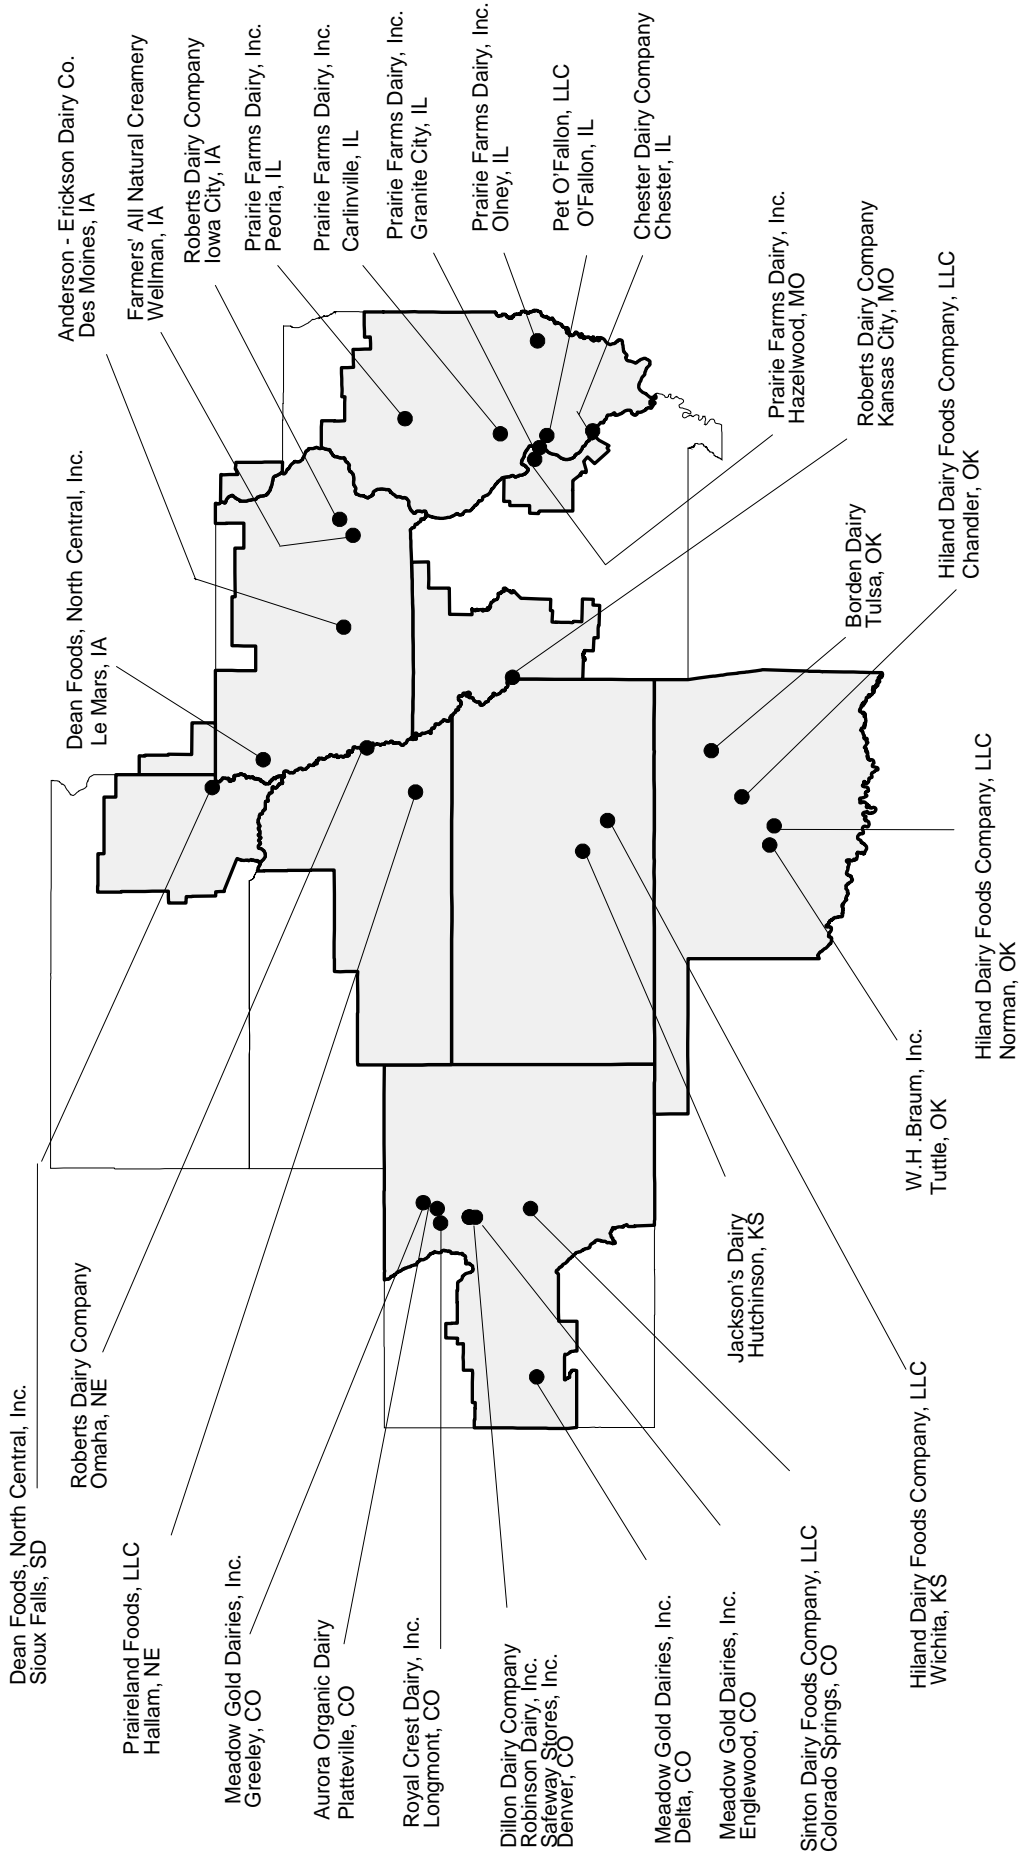 Dean Foods, North Central, Inc.
Sioux Falls, SD
Roberts Dairy Company
Omaha, NE
Dean Foods, North Central, Inc.
Le Mars, IA
Anderson - Erickson Dairy Co.
Des Moines, IA
Farmers' All Natural Creamery
Wellman, IA
Roberts Dairy Company
Iowa City, IA
Prairie Farms Dairy, Inc.
Peoria, IL
Prairie Farms Dairy, Inc.
Carlinville, IL
Prairie Farms Dairy, Inc.
Granite City, IL
Prairie Farms Dairy, Inc.
Olney, IL
Pet O'Fallon, LLC
O'Fallon, IL
Chester Dairy Company
Chester, IL
Prairie Farms Dairy, Inc.
Hazelwood, MO
Roberts Dairy Company
Kansas City, MO
Hiland Dairy Foods Company, LLC
Chandler, OK
Borden Dairy
Tulsa, OK
Hiland Dairy Foods Company, LLC
Norman, OK
W.H .Braum, Inc.
Tuttle, OK
Jackson's Dairy
Hutchinson, KS
Hiland Dairy Foods Company, LLC
Wichita, KS
Praireland Foods, LLC
Hallam, NE
Meadow Gold Dairies, Inc.
Greeley, CO
Aurora Organic Dairy
Platteville, CO
Royal Crest Dairy, Inc.
Longmont, CO
Dillon Dairy Company
Robinson Dairy, Inc.
Safeway Stores, Inc.
Denver, CO
Meadow Gold Dairies, Inc.
Delta, CO
Meadow Gold Dairies, Inc.
Englewood, CO
Sinton Dairy Foods Company, LLC
Colorado Springs, CO